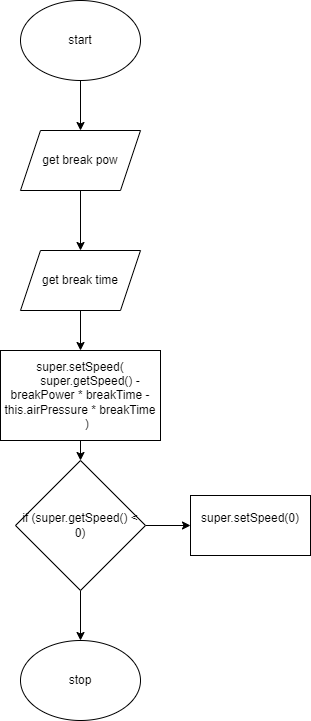 start
get break pow
get break time
super.setSpeed(
super.getSpeed() -
breakPower * breakTime -
this.airPressure * breakTime
)
if (super.getSpeed() <
0)
super.setSpeed(0)
stop